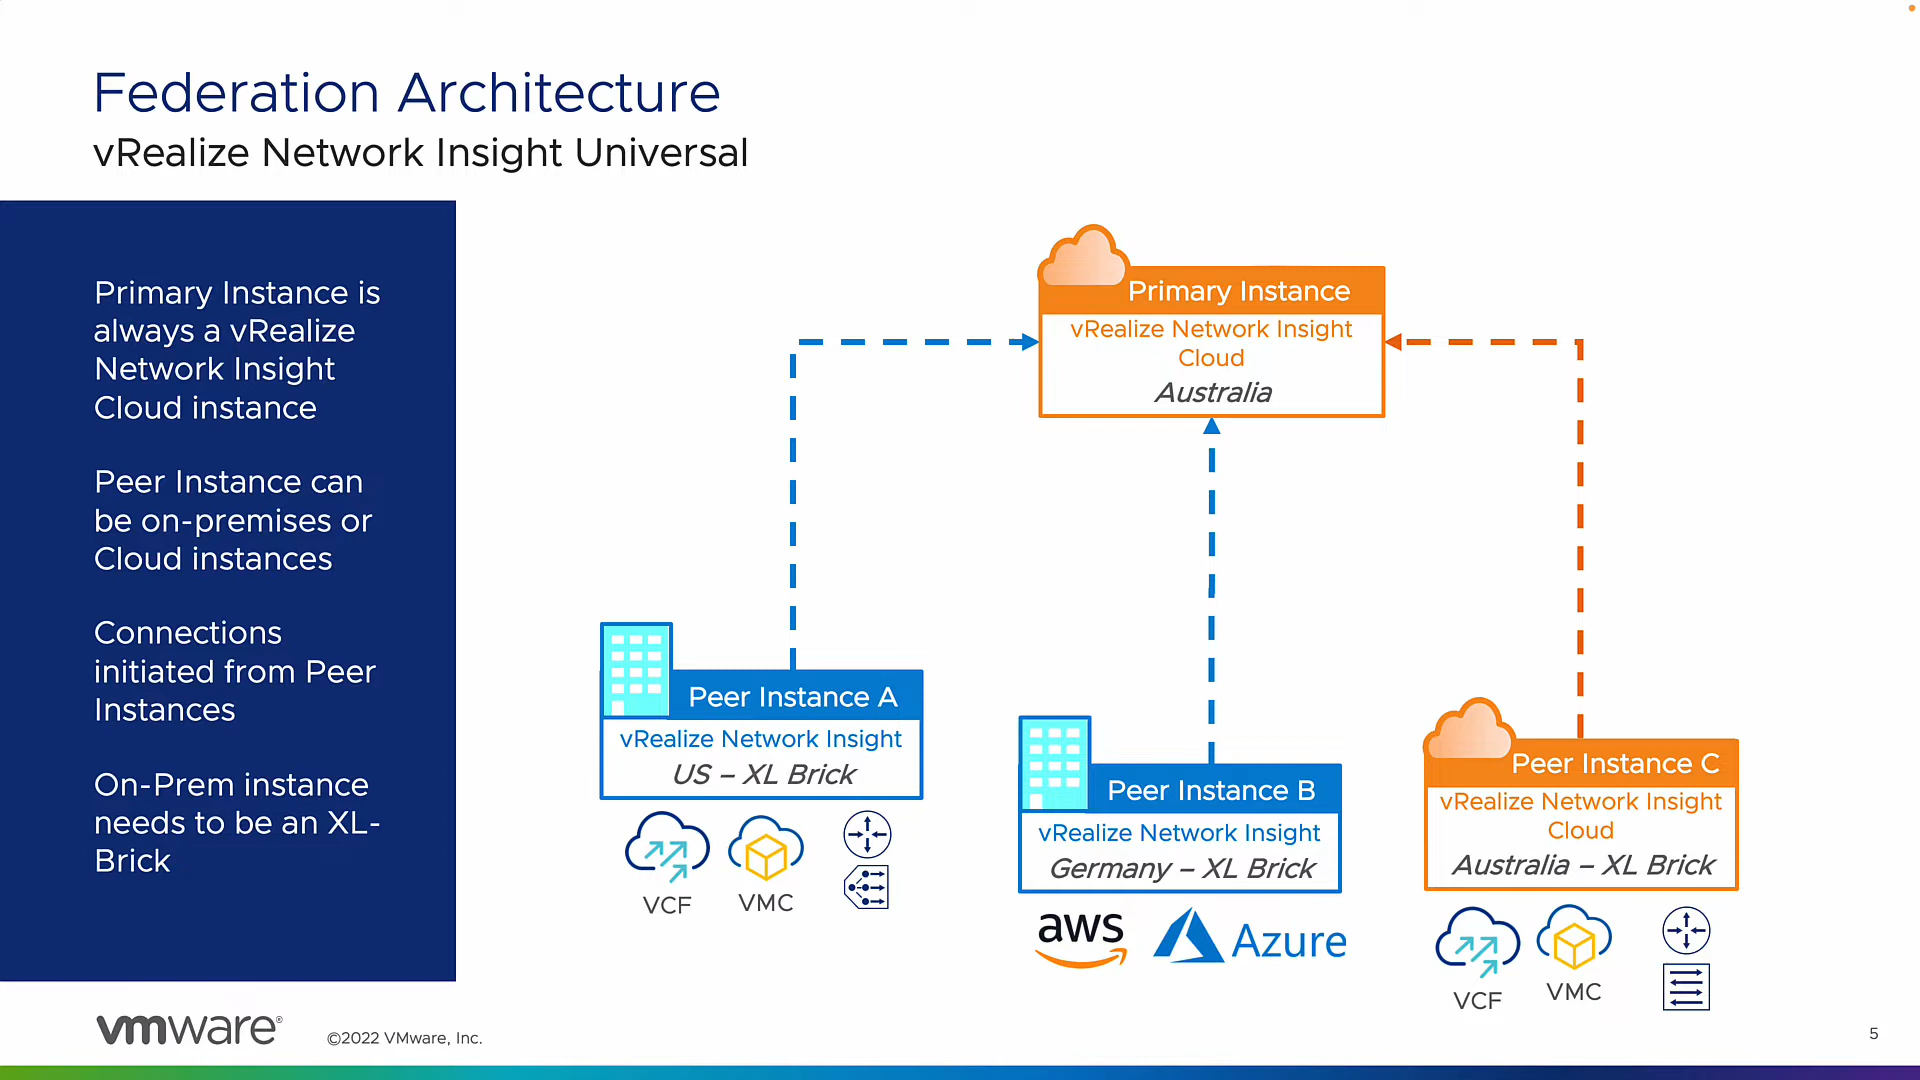 Federation Architecture
vRealize Network Insight Universal
Primary Instance is
always a vRealize
Network Insight
Cloud instance
Peer Instance can
be on-premises or
Cloud instances
Connections
initiated from Peer
Instances
On-Prem instance
needs to be an XL-
Brick
Primary Instance
vRealize Network Insight
Cloud
Australia
Peer Instance A
vRealize Network Insight
US – XL Brick
VCF
VMC
Peer Instance B
vRealize Network Insight
Germany – XL Brick
aws
Azure
Peer Instance C
vRealize Network Insight
Cloud
Australia – XL Brick
VCF
VMC
vmware®
©2022 VMware, Inc.
5